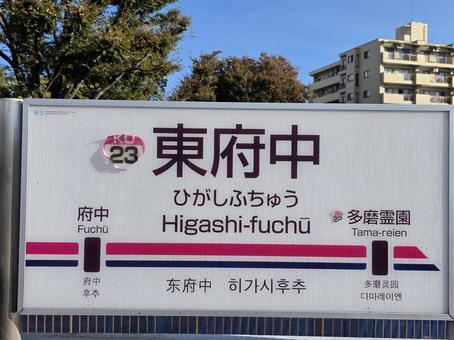 KO
23
東府中
ひがしふちゅう
Higashi-fuchū
府中
Fuchū
多磨霊園
Tama-reien
府中
후추
东府中 히가시후추
多磨灵园
다마레이엔